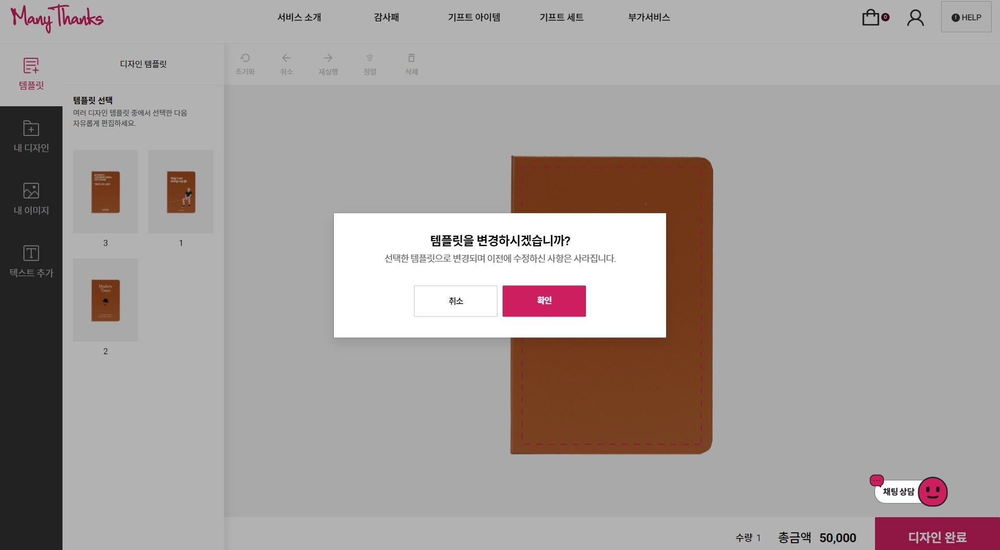 Many Thanks
서비스 소개
감사패
기프트 아이템
기프트 세트
부가서비스
0
HELP
템플릿
내 디자인
내 이미지
텍스트 추가
디자인 템플릿
초기화
취소
재실행
정렬
삭제
템플릿 선택
여러 디자인 템플릿 중에서 선택한 다음
자유롭게 편집하세요.
Only I can
change my life
3
1
Modern
Times
2
템플릿을 변경하시겠습니까?
선택한 템플릿으로 변경되며 이전에 수정하신 사항은 사라집니다.
취소
확인
채팅 상담
수량 1
총금액 50,000
디자인 완료